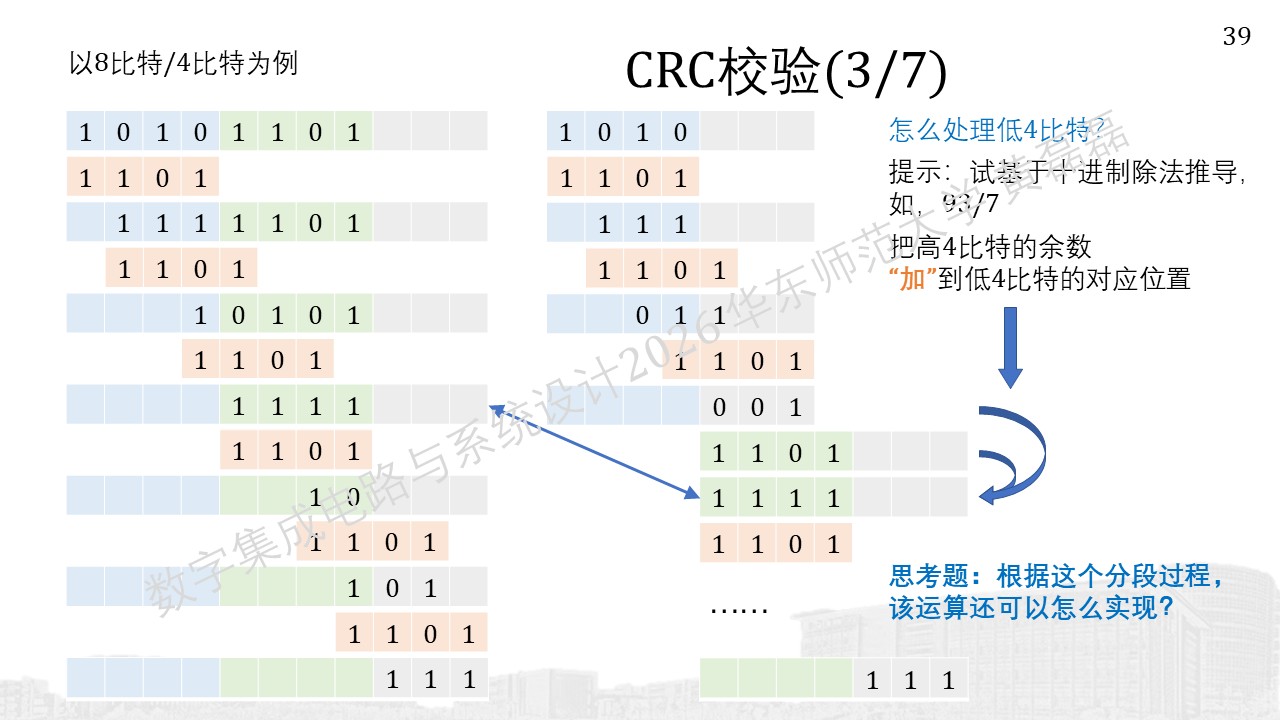 39
以8比特/4比特为例
CRC校验(3/7)
1 0 1 0 1 1 0 1
1 1 0 1
1 1 1 1 1 0 1
1 1 0 1
1 0 1 0 1
1 1 0 1
1 1 1 1
1 1 0 1
1 0
1 1 0 1
1 0 1
1 1 0 1
1 1 1
1 0 1 0
1 1 0 1
1 1 1
1 1 0 1
0 1 1
1 1 0 1
0 0 1
1 1 0 1
1 1 1 1
1 1 0 1
……
1 1 1
怎么处理低4比特?
提示：试基于十进制除法推导，
如，93/7
把高4比特的余数
“加”到低4比特的对应位置
思考题：根据这个分段过程，
该运算还可以怎么实现？
数字集成电路与系统设计2026华东师范大学 黄磊磊